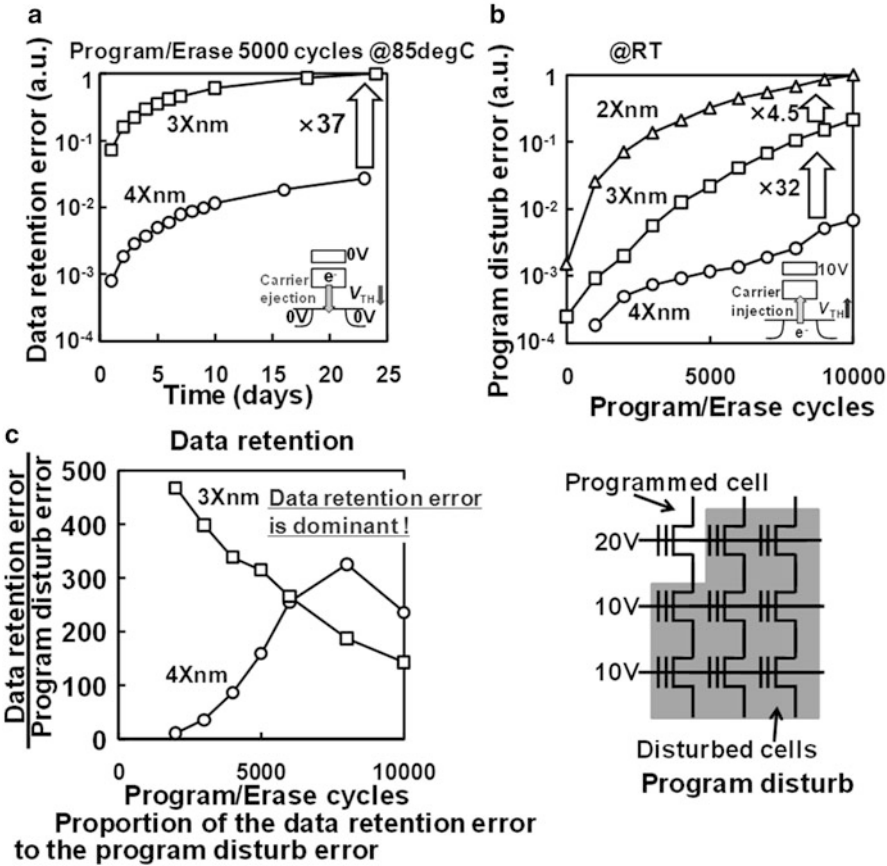 a
Program/Erase 5000 cycles @85degC
Data retention error (a.u.)
1
10-1
10-2
10-3
10-4
3Xnm
×37
4Xnm
0V
e-
Carrier
ejection
VTH
0V
0V
0
5
10
15
20
25
Time (days)
Data retention
b
@RT
Program disturb error (a.u.)
1
10-1
10-2
10-3
10-4
2Xnm
×4.5
3Xnm
×32
4Xnm
10V
Carrier
injection
VTH
e-
0
5000
10000
Program/Erase cycles
c
Data retention error
Program disturb error
500
400
300
200
100
0
3Xnm
Data retention error
is dominant !
4Xnm
0
5000
10000
Program/Erase cycles
Proportion of the data retention error
to the program disturb error
Programmed cell
20V
10V
10V
Disturbed cells
Program disturb